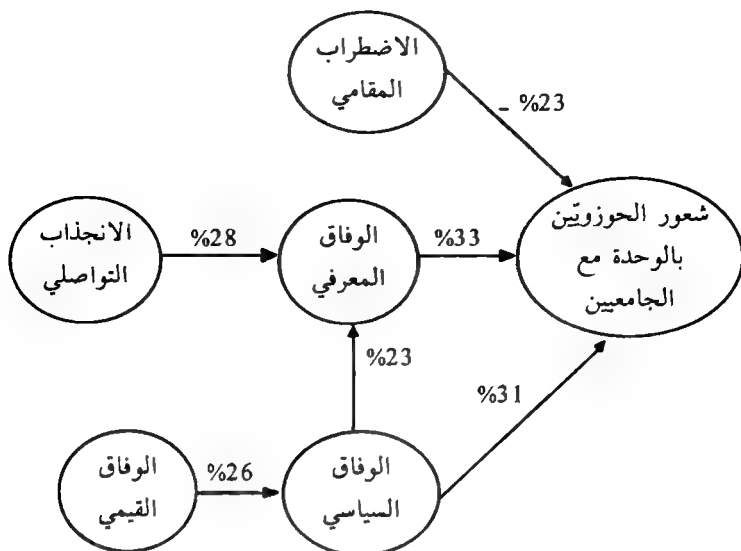 الاضطراب
المقامي
– %23
شعور الحوزويّين
بالوحدة مع
الجامعيين
%33
الوفاق
المعرفي
%28
الانجذاب
التواصلي
%23
%31
الوفاق
السياسي
%26
الوفاق
القيمي